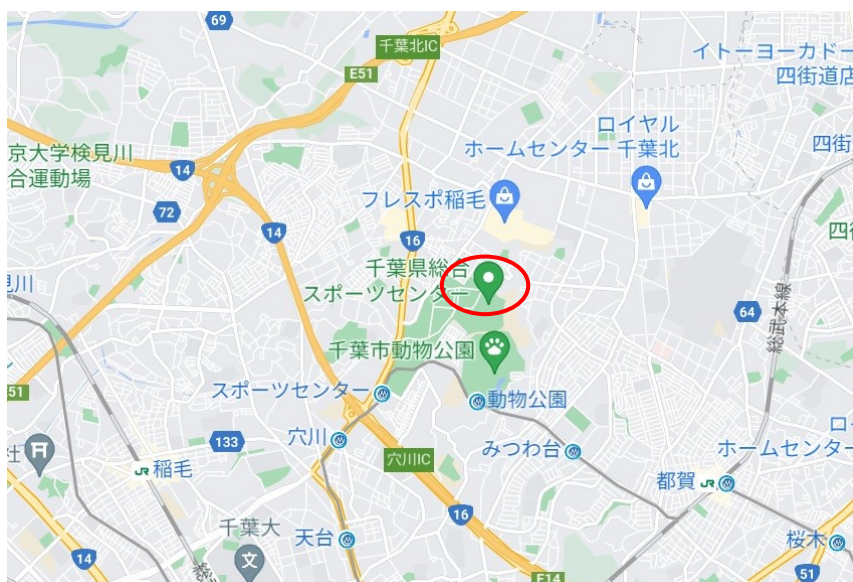 69
千葉北IC
E51
イトーヨーカドー
四街道店
ロイヤル
ホームセンター 千葉北
京大学検見川
合運動場
14
四街
72
フレスポ稲毛
14
16
千葉県総合
スポーツセンター
見川
64
総武本線
千葉市動物公園
51
スポーツセンター
動物公園
133
穴川
みつわ台
ホームセンター
JR 稲毛
穴川IC
都賀 JR
16
千葉大
文
天台
桜木
14
E14
51